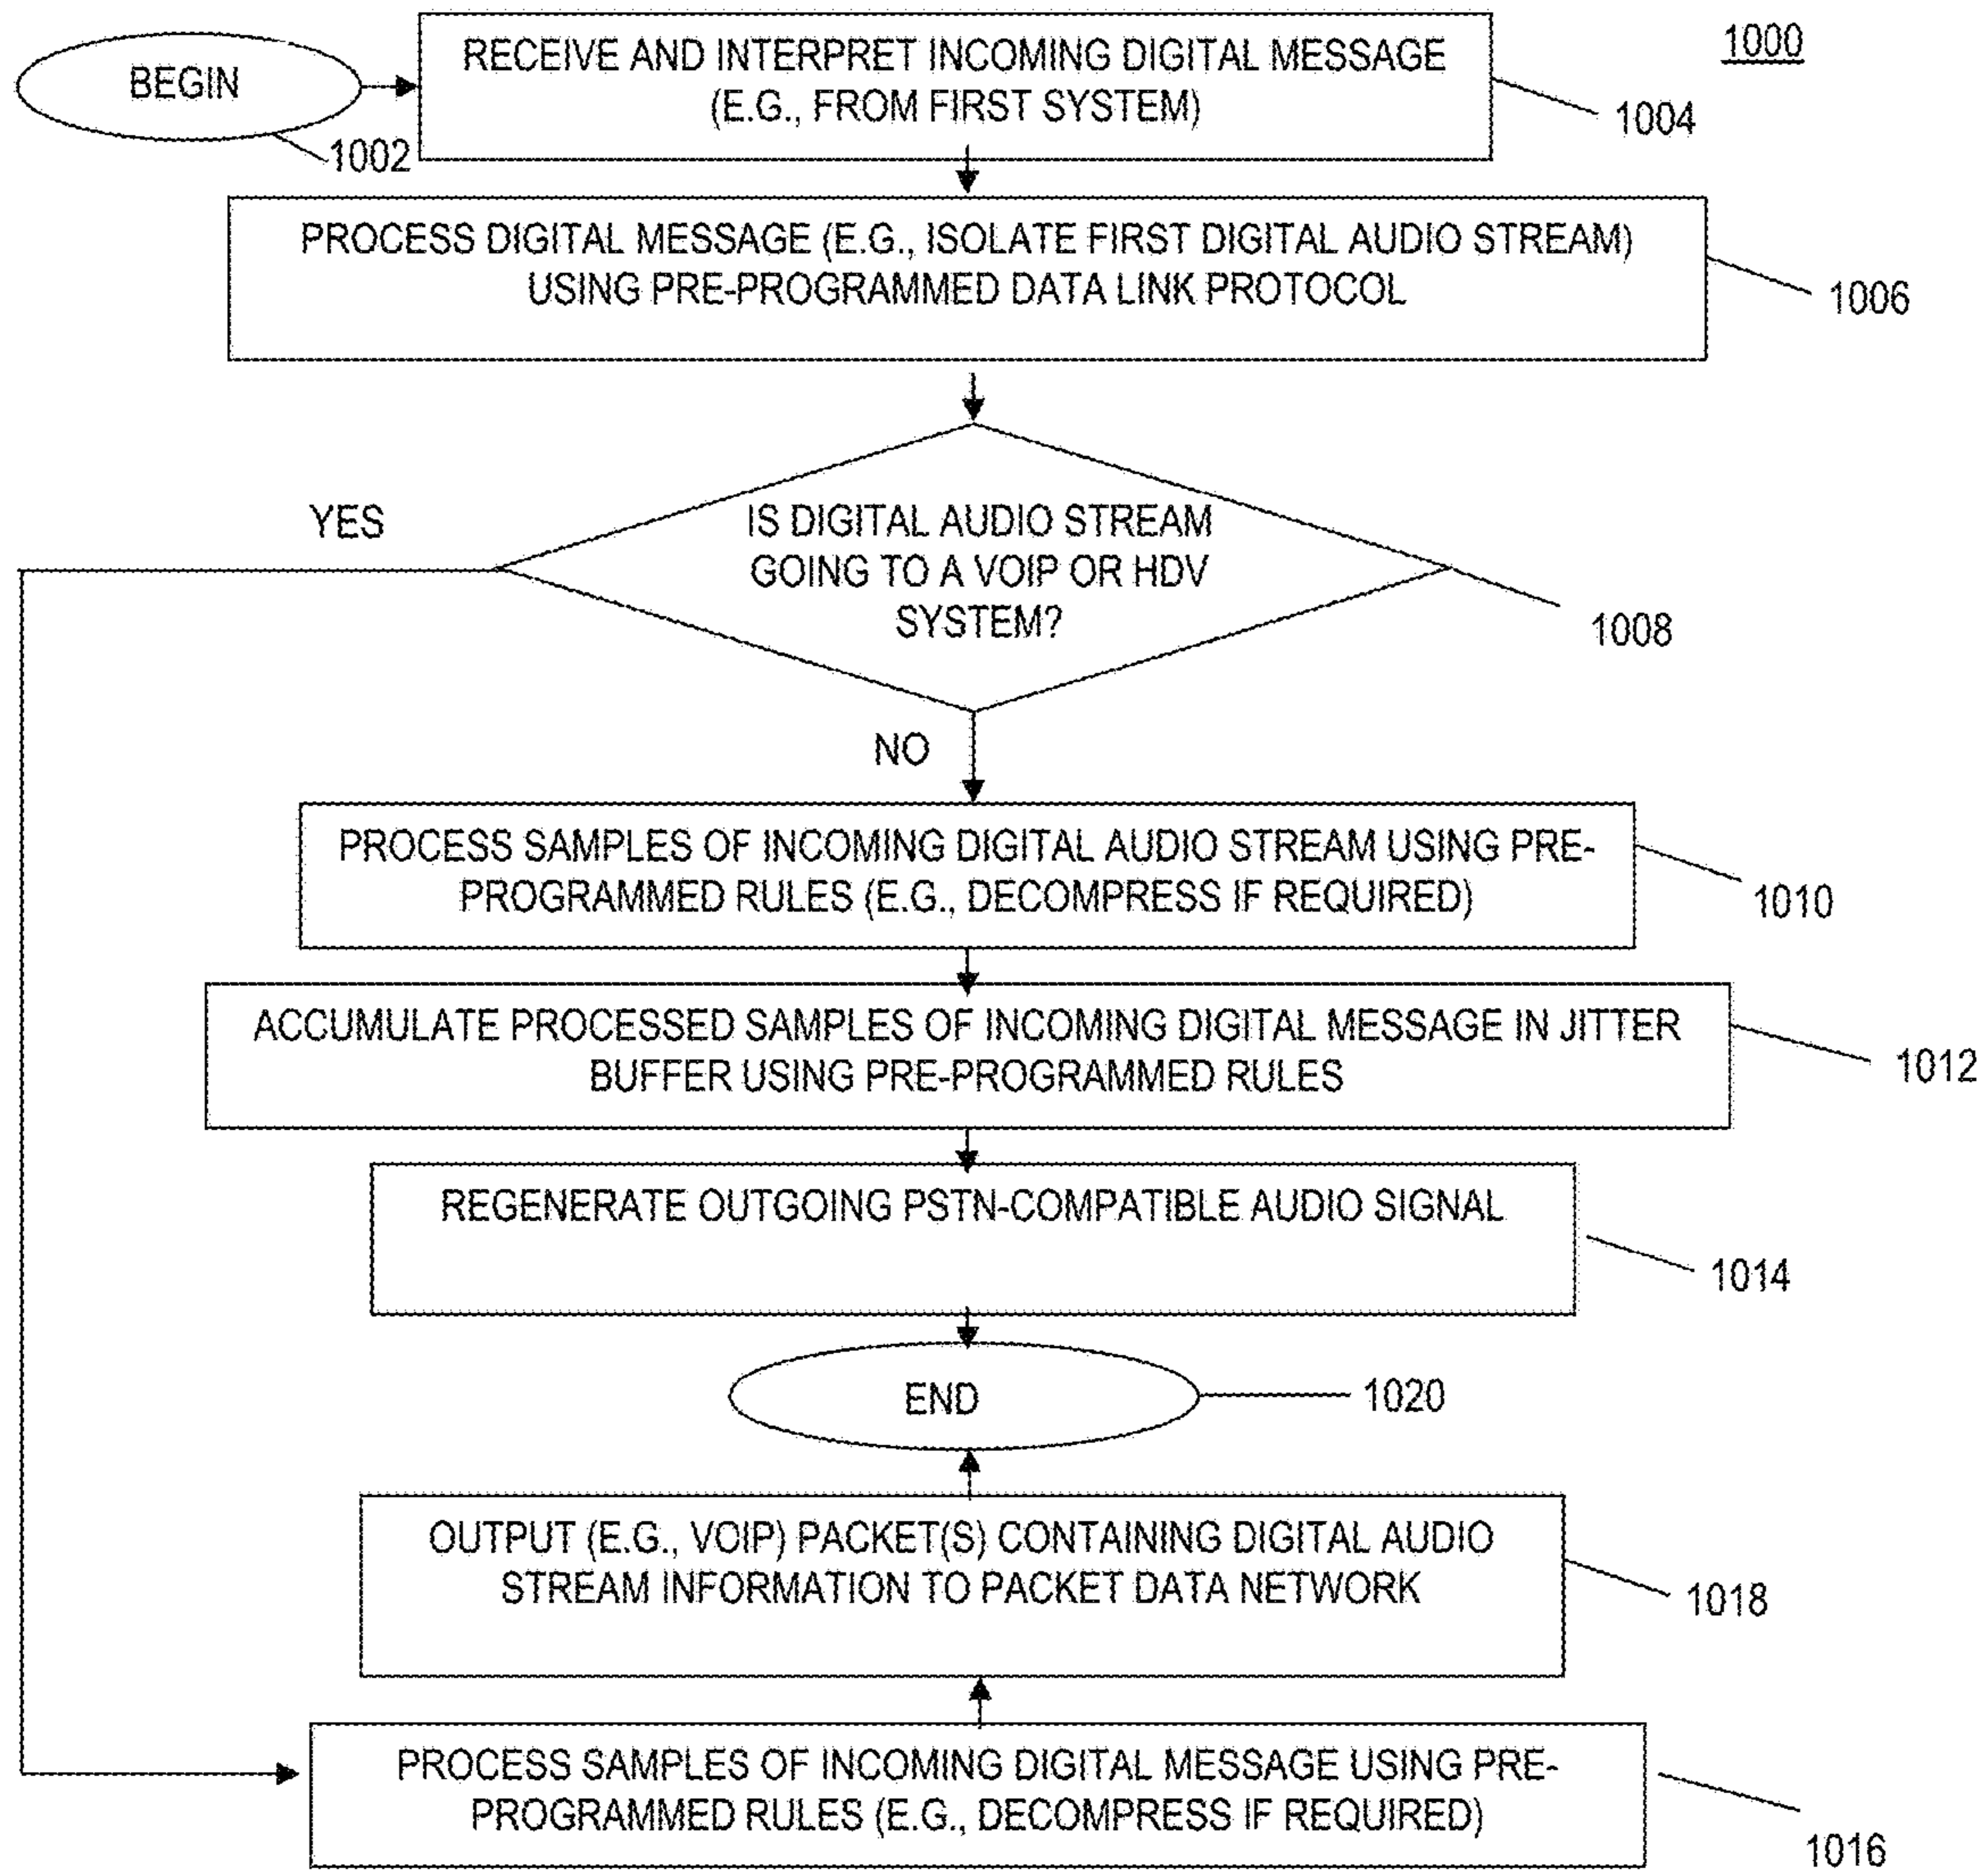 1000
BEGIN
1002
RECEIVE AND INTERPRET INCOMING DIGITAL MESSAGE
(E.G., FROM FIRST SYSTEM)
1004
PROCESS DIGITAL MESSAGE (E.G., ISOLATE FIRST DIGITAL AUDIO STREAM)
USING PRE-PROGRAMMED DATA LINK PROTOCOL
1006
YES
IS DIGITAL AUDIO STREAM
GOING TO A VOIP OR HDV
SYSTEM?
1008
NO
PROCESS SAMPLES OF INCOMING DIGITAL AUDIO STREAM USING PRE-
PROGRAMMED RULES (E.G., DECOMPRESS IF REQUIRED)
1010
ACCUMULATE PROCESSED SAMPLES OF INCOMING DIGITAL MESSAGE IN JITTER
BUFFER USING PRE-PROGRAMMED RULES
1012
REGENERATE OUTGOING PSTN-COMPATIBLE AUDIO SIGNAL
1014
END
1020
OUTPUT (E.G., VOIP) PACKET(S) CONTAINING DIGITAL AUDIO
STREAM INFORMATION TO PACKET DATA NETWORK
1018
PROCESS SAMPLES OF INCOMING DIGITAL MESSAGE USING PRE-
PROGRAMMED RULES (E.G., DECOMPRESS IF REQUIRED)
1016